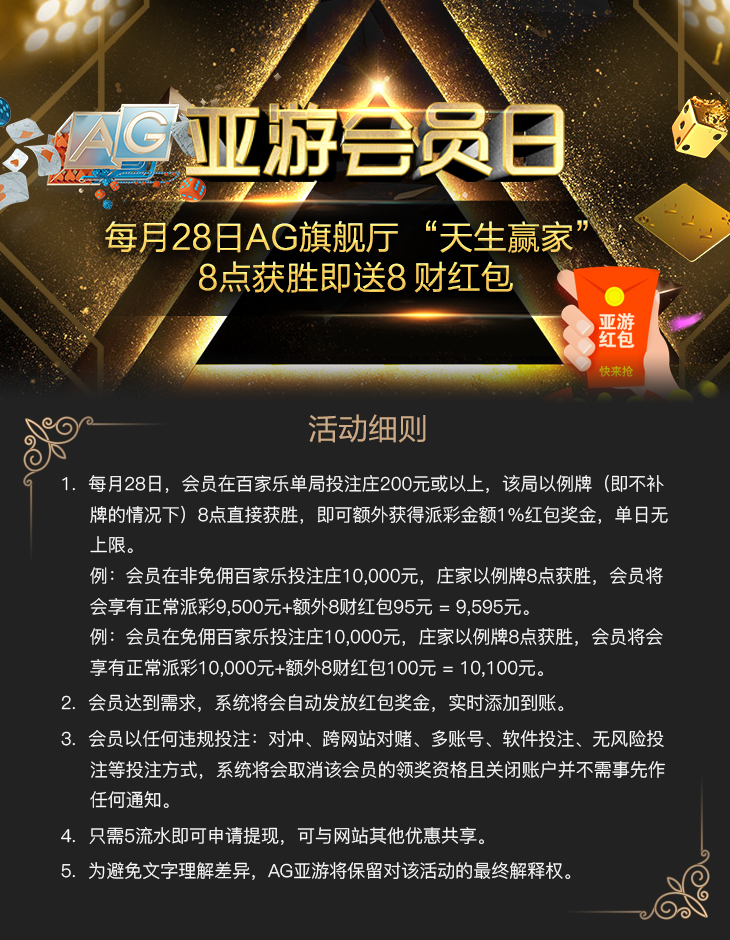 AG 亚游会员日
每月28日AG旗舰厅 “天生赢家”
8点获胜即送8 财红包
亚游
红包
快来抢
活动细则
1. 每月28日，会员在百家乐单局投注庄200元或以上，该局以例牌（即不补
牌的情况下）8点直接获胜，即可额外获得派彩金额1%红包奖金，单日无
上限。
例：会员在非免佣百家乐投注庄10,000元，庄家以例牌8点获胜，会员将
会享有正常派彩9,500元+额外8财红包95元 = 9,595元。
例：会员在免佣百家乐投注庄10,000元，庄家以例牌8点获胜，会员将会
享有正常派彩10,000元+额外8财红包100元 = 10,100元。
2. 会员达到需求，系统将会自动发放红包奖金，实时添加到账。
3. 会员以任何违规投注：对冲、跨网站对赌、多账号、软件投注、无风险投
注等投注方式，系统将会取消该会员的领奖资格且关闭账户并不需事先作
任何通知。
4. 只需5流水即可申请提现，可与网站其他优惠共享。
5. 为避免文字理解差异，AG亚游将保留对该活动的最终解释权。